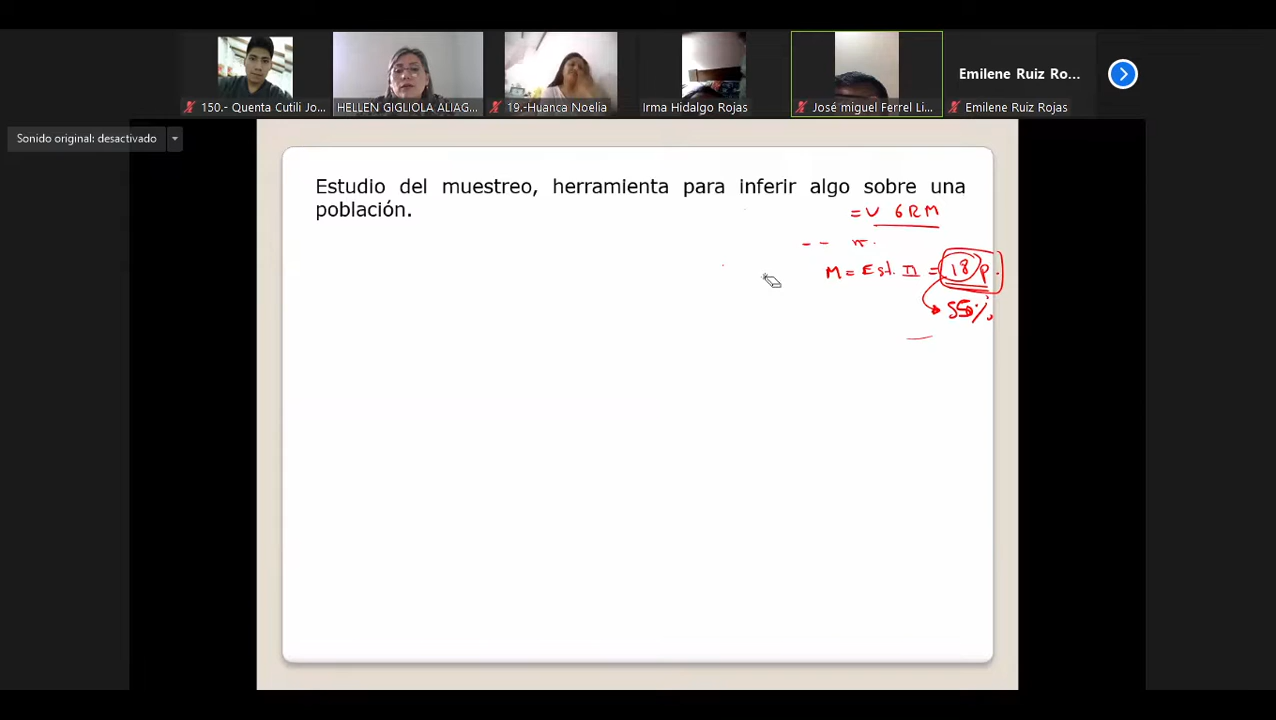 150.- Quenta Cutili Jo...
HELLEN GIGLIOLA ALIAG...
19.-Huanca Noelia
Irma Hidalgo Rojas
José miguel Ferrel Li...
Emilene Ruiz Ro...
Emilene Ruiz Rojas
Sonido original: desactivado
Estudio del muestreo, herramienta para inferir algo sobre una
población.
= U 6RM
M = Est. II = 18 p.